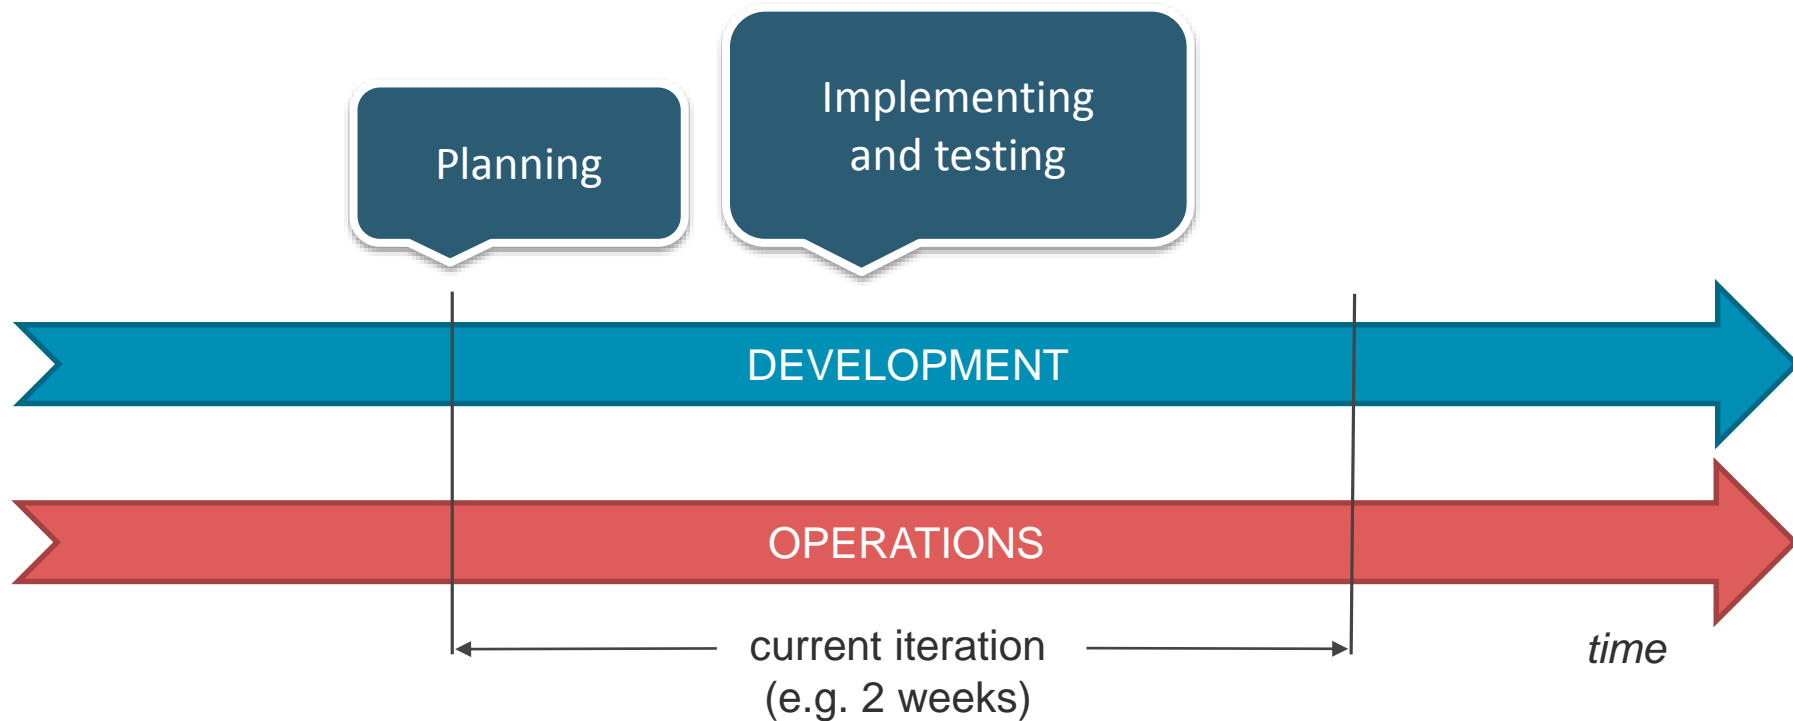 Planning
Implementing
and testing
DEVELOPMENT
OPERATIONS
current iteration
(e.g. 2 weeks)
time